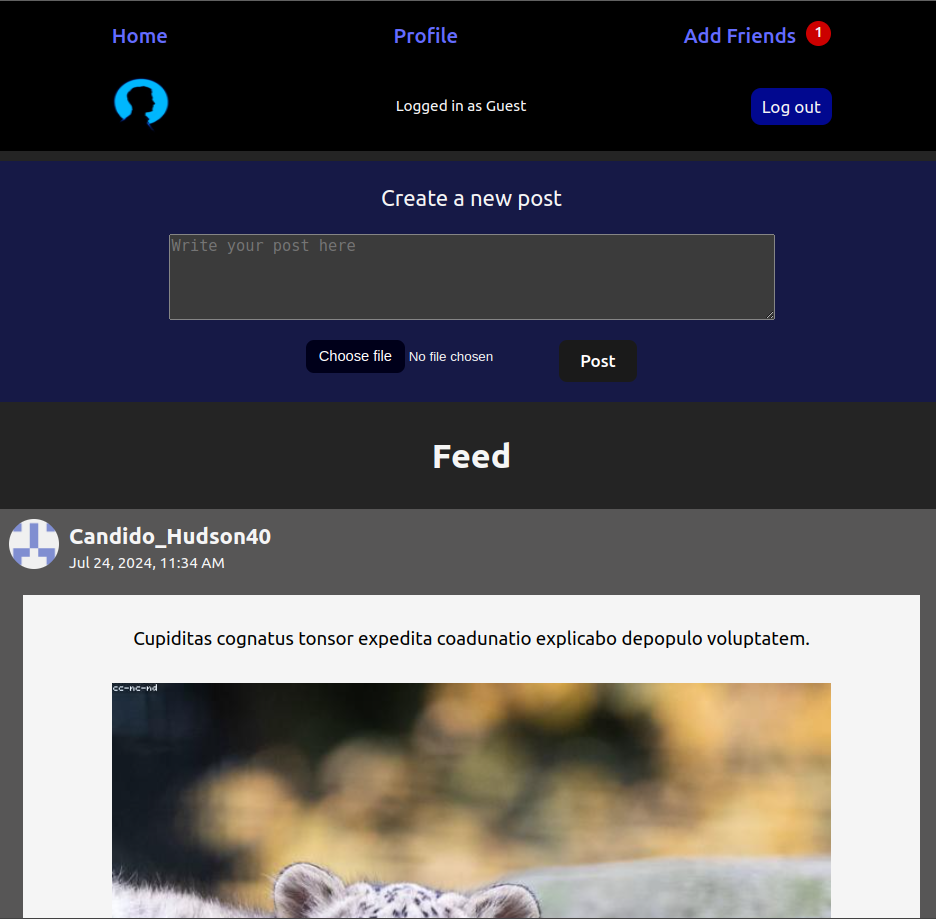 Home Profile Add Friends 1
Logged in as Guest Log out
Create a new post
Write your post here
Choose file No file chosen Post
Feed
Candido_Hudson40
Jul 24, 2024, 11:34 AM
Cupiditas cognatus tonsor expedita coadunatio explicabo depopulo voluptatem.
cc-nc-nd